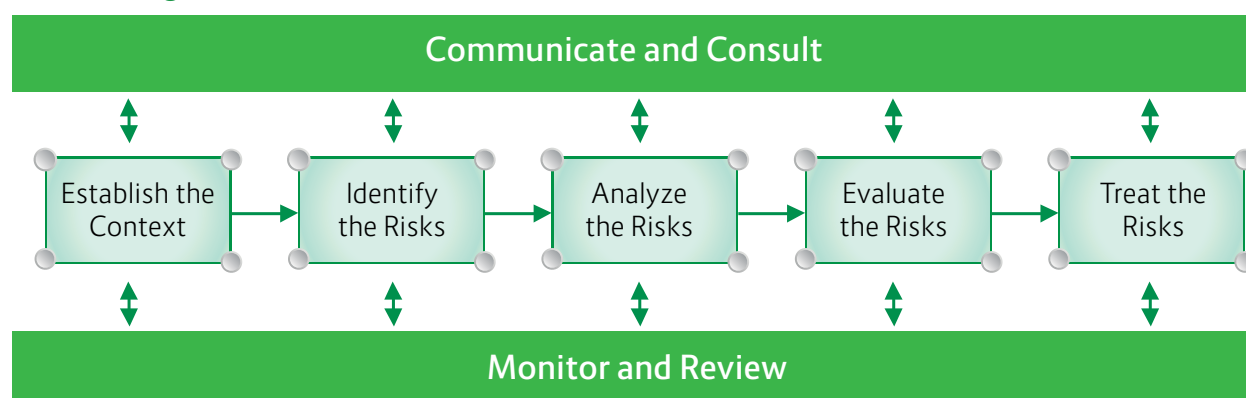 Communicate and Consult
Establish the
Context
Identify
the Risks
Analyze
the Risks
Evaluate
the Risks
Treat the
Risks
Monitor and Review